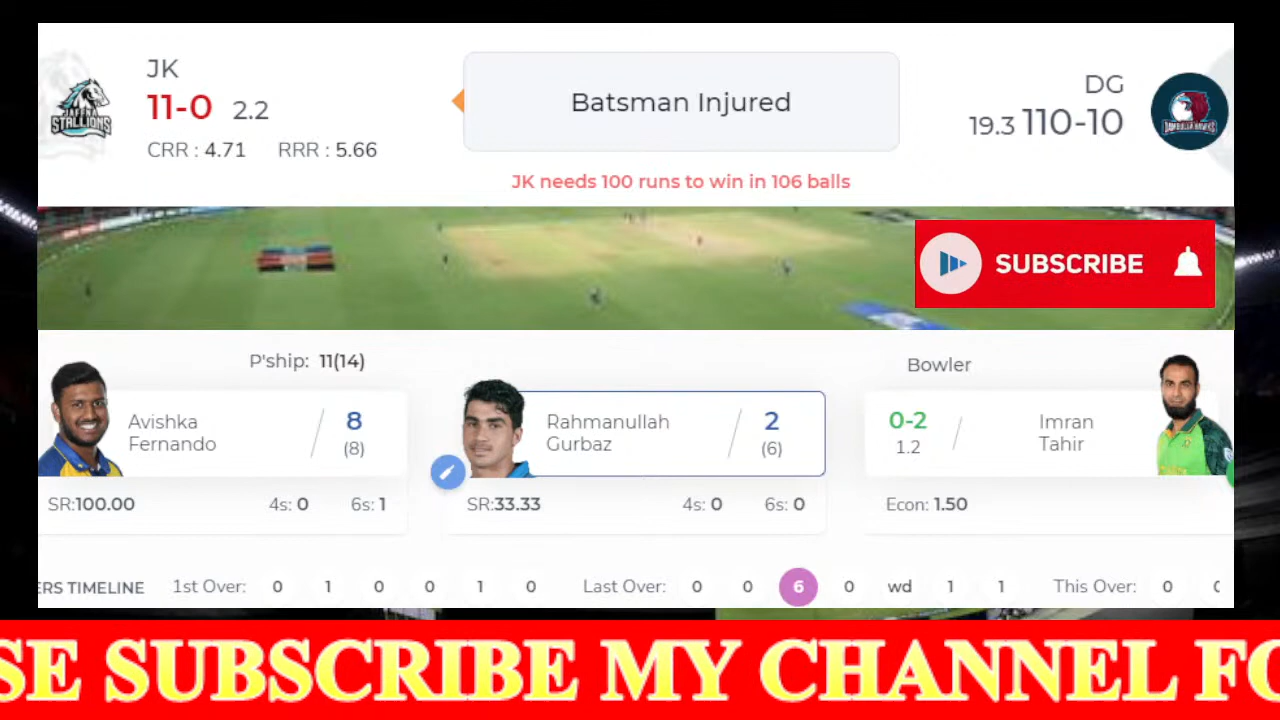 JK
11-0 2.2
CRR : 4.71 RRR : 5.66
JAFFNA
STALLIONS
Batsman Injured
JK needs 100 runs to win in 106 balls
DG
19.3 110-10
DAMBULLA HAWKS
SUBSCRIBE
P'ship: 11(14)
Avishka
Fernando
8
(8)
SR:100.00 4s: 0 6s: 1
Rahmanullah
Gurbaz
2
(6)
SR:33.33 4s: 0 6s: 0
Bowler
0-2
1.2
Imran
Tahir
Econ: 1.50
ERS TIMELINE 1st Over: 0 1 0 0 1 0 Last Over: 0 0 6 0 wd 1 1 This Over: 0
SE SUBSCRIBE MY CHANNEL FO